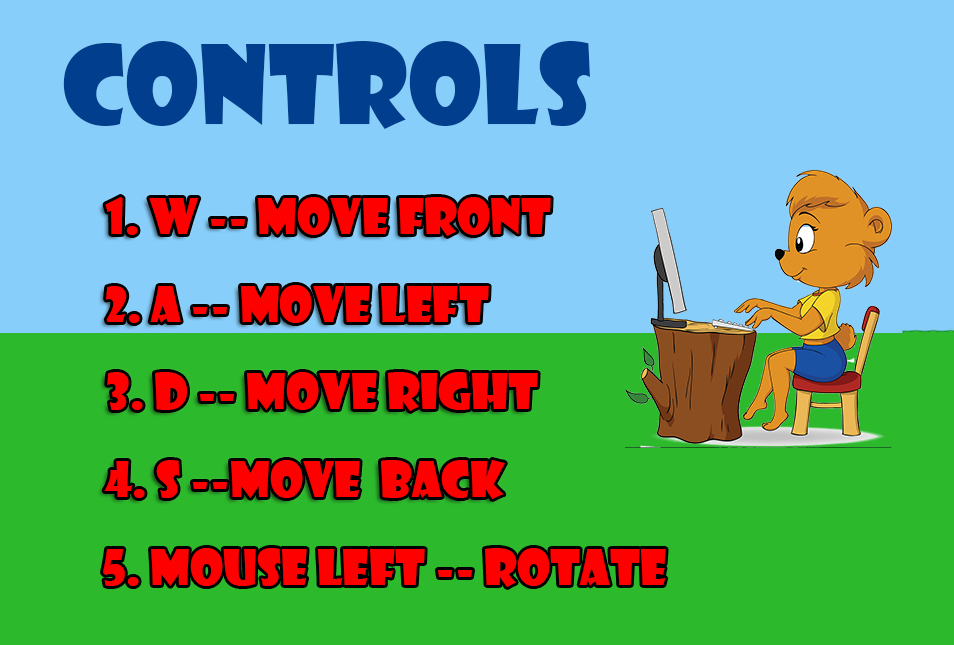 CONTROLS
1. W -- MOVE FRONT
2. A -- MOVE LEFT
3. D -- MOVE RIGHT
4. S --MOVE BACK
5. MOUSE LEFT -- ROTATE